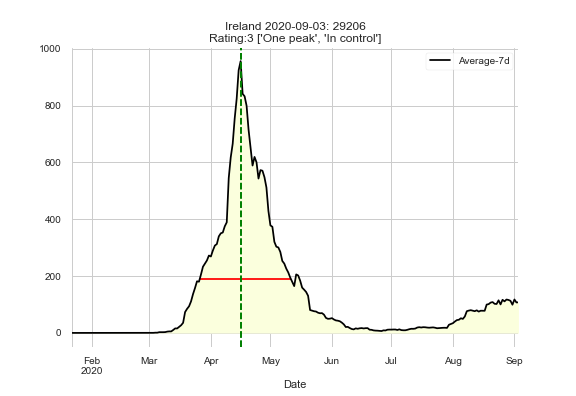 Ireland 2020-09-03: 29206
Rating:3 ['One peak', 'In control']
1000
800
600
400
200
0
Average-7d
Feb Mar Apr May Jun Jul Aug Sep
2020
Date